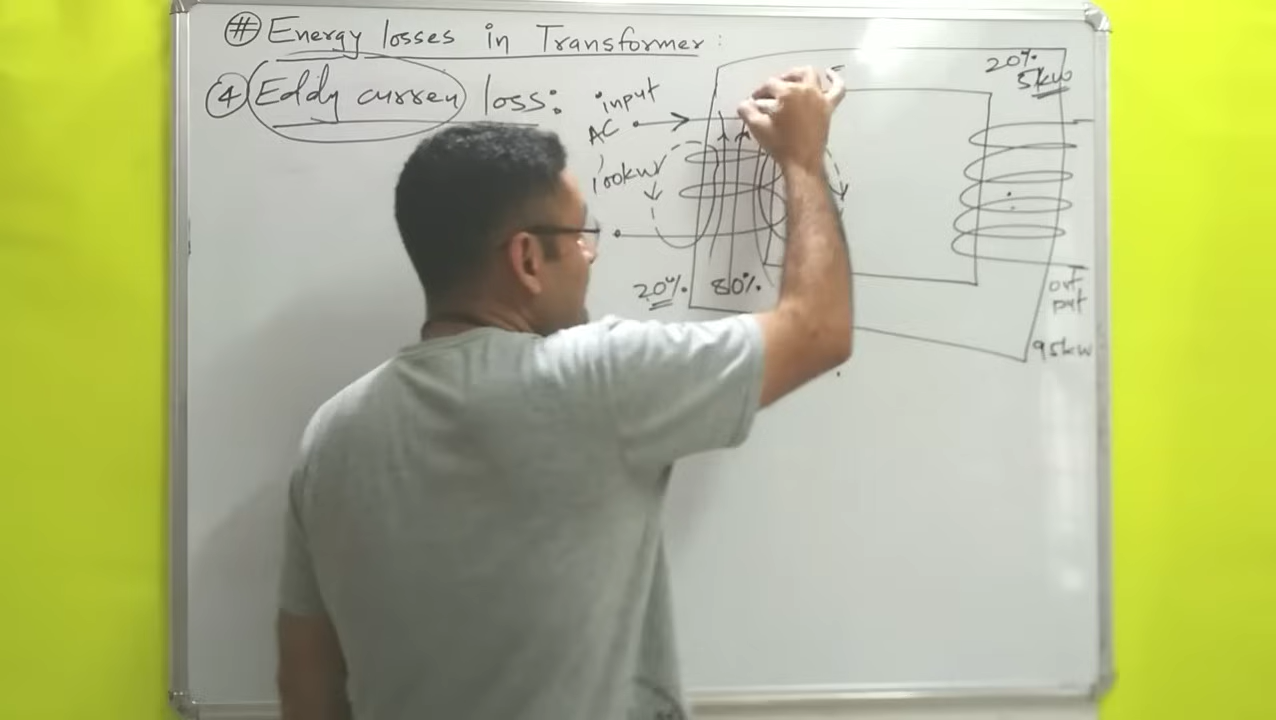 # Energy losses in Transformer:
4 Eddy curren loss:
input
AC
100kw
20%
5kw
20%
80%
out
put
95kw